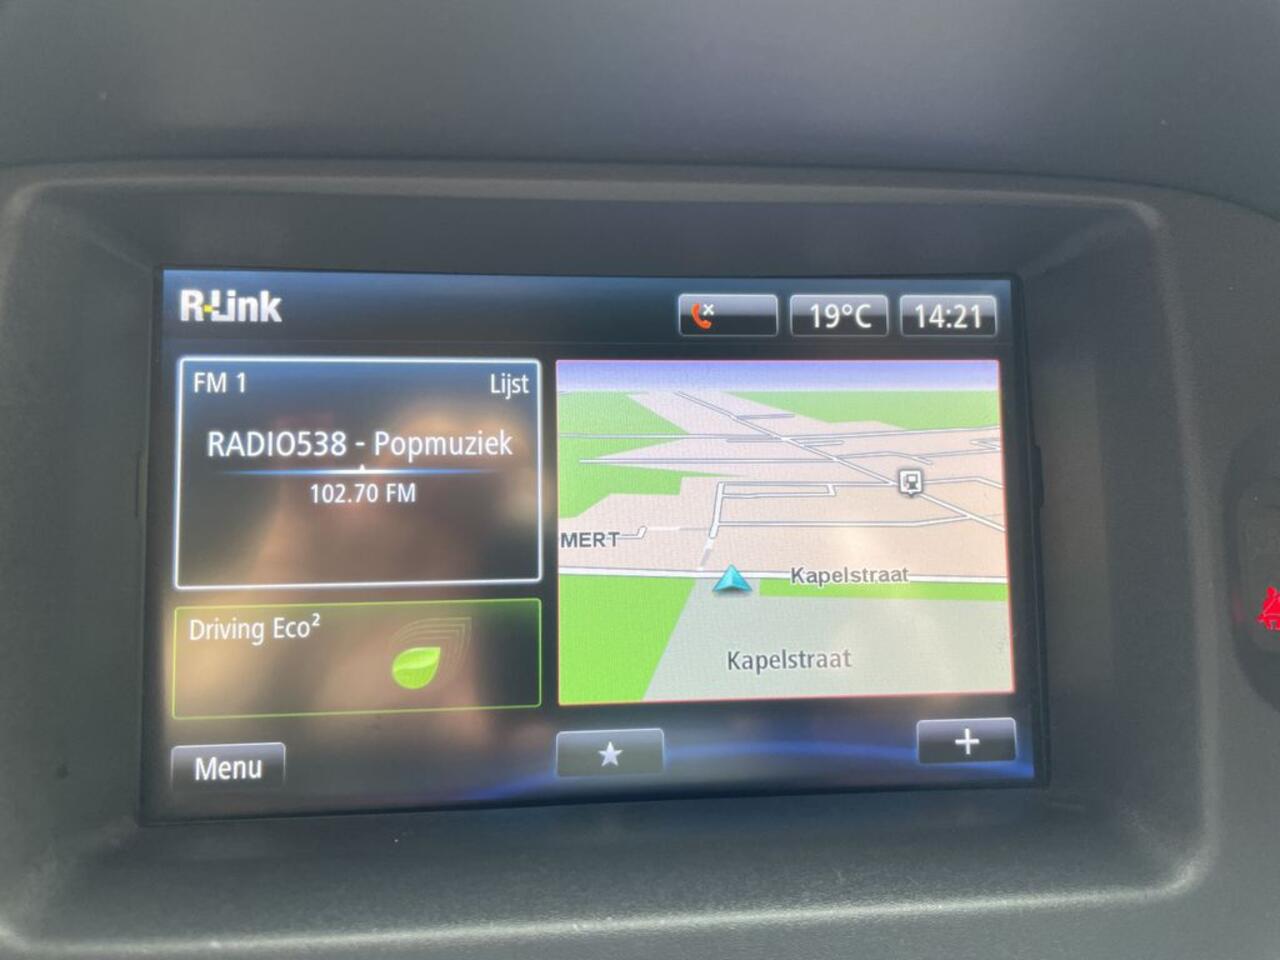 R-Link
19°C
14:21
FM 1
Lijst
RADIO538 - Popmuziek
102.70 FM
MERT
Kapelstraat
Kapelstraat
Driving Eco²
Menu